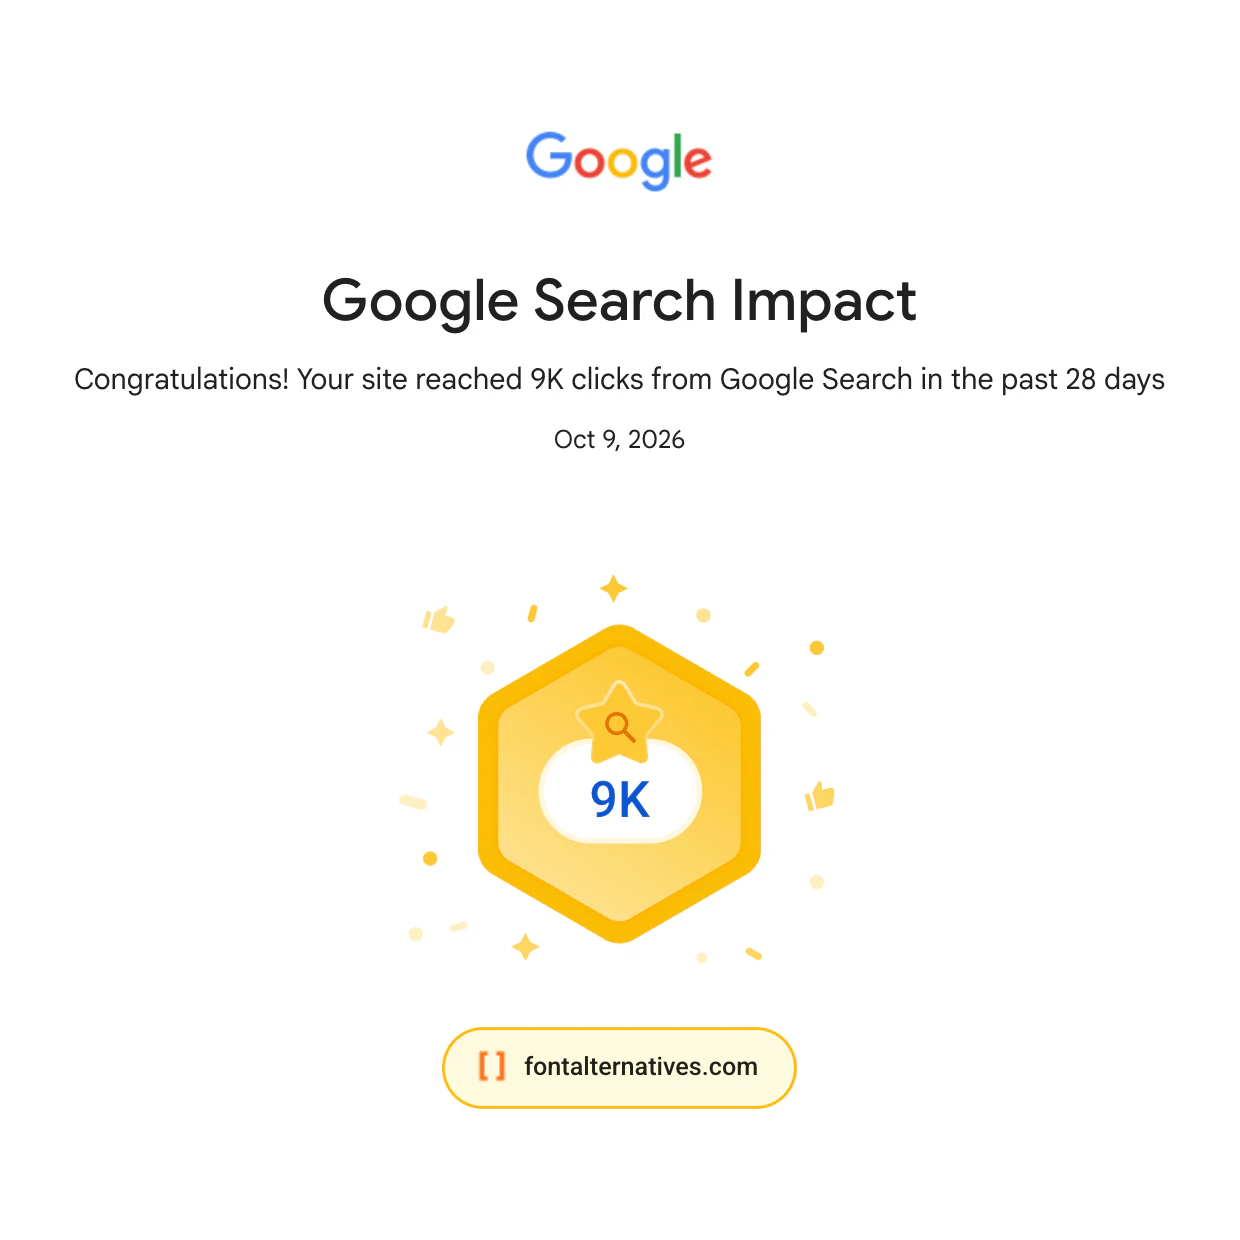 Google
Google Search Impact
Congratulations! Your site reached 9K clicks from Google Search in the past 28 days
Oct 9, 2026
9K
[ ] fontalternatives.com